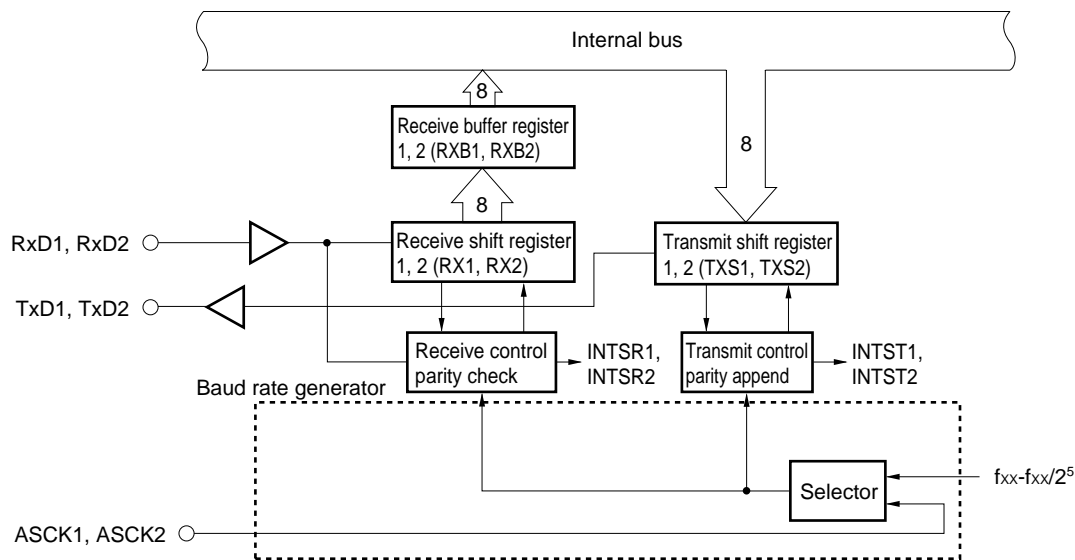 Internal bus
8
Receive buffer register
1, 2 (RXB1, RXB2)
8
8
RxD1, RxD2
Receive shift register
1, 2 (RX1, RX2)
Transmit shift register
1, 2 (TXS1, TXS2)
TxD1, TxD2
Receive control
parity check
INTSR1,
INTSR2
Transmit control
parity append
INTST1,
INTST2
Baud rate generator
Selector
fxx-fxx/2⁵
ASCK1, ASCK2